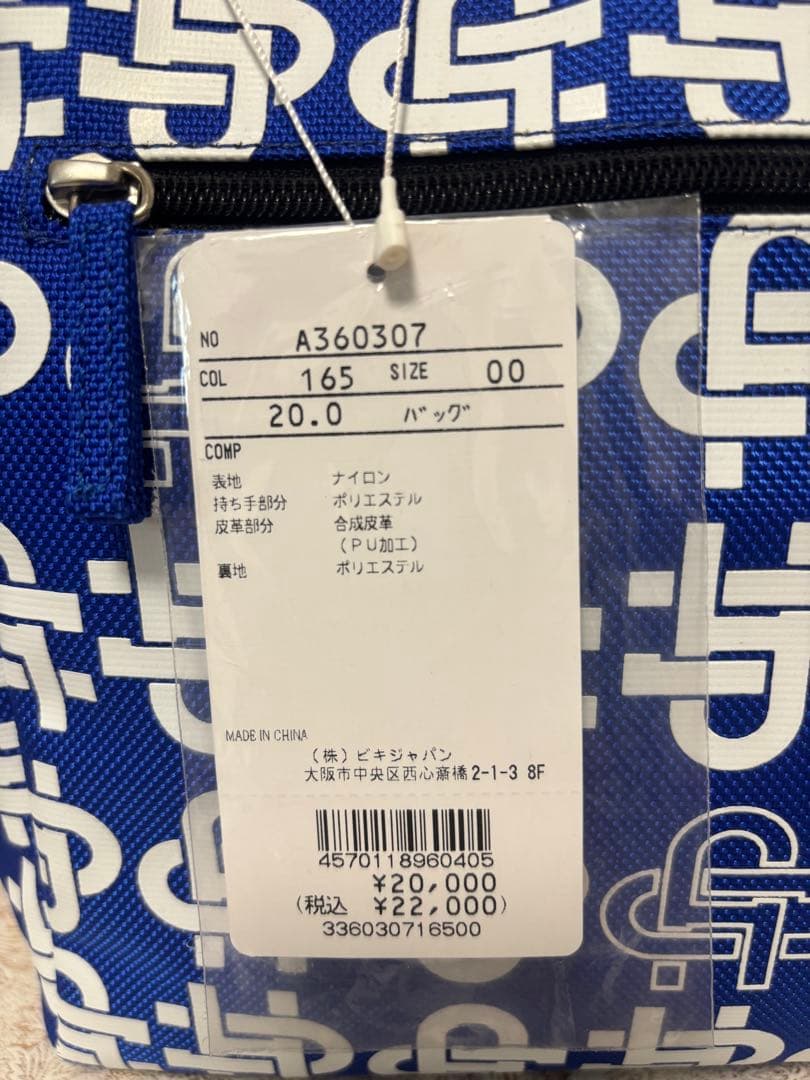 NO A360307
COL 165 SIZE 00
20.0 バッグ
COMP
表地 ナイロン
持ち手部分 ポリエステル
皮革部分 合成皮革
（ＰＵ加工）
裏地 ポリエステル
MADE IN CHINA
（株）ビキジャパン
大阪市中央区西心斎橋2-1-3 8F
4570118960405
¥20,000
(税込 ¥22,000)
336030716500